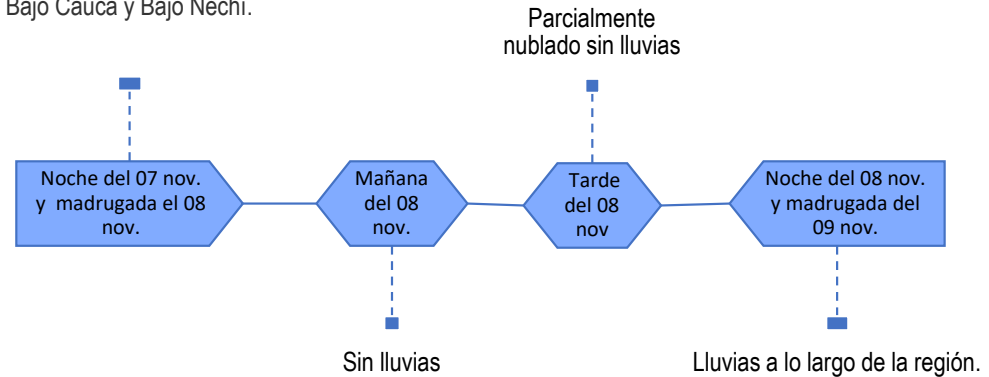 Bajo Cauca y Bajo Nechí.
Parcialmente
nublado sin lluvias
Noche del 07 nov.
y madrugada el 08
nov.
Mañana
del 08
nov.
Tarde
del 08
nov
Noche del 08 nov.
y madrugada del
09 nov.
Sin lluvias
Lluvias a lo largo de la región.